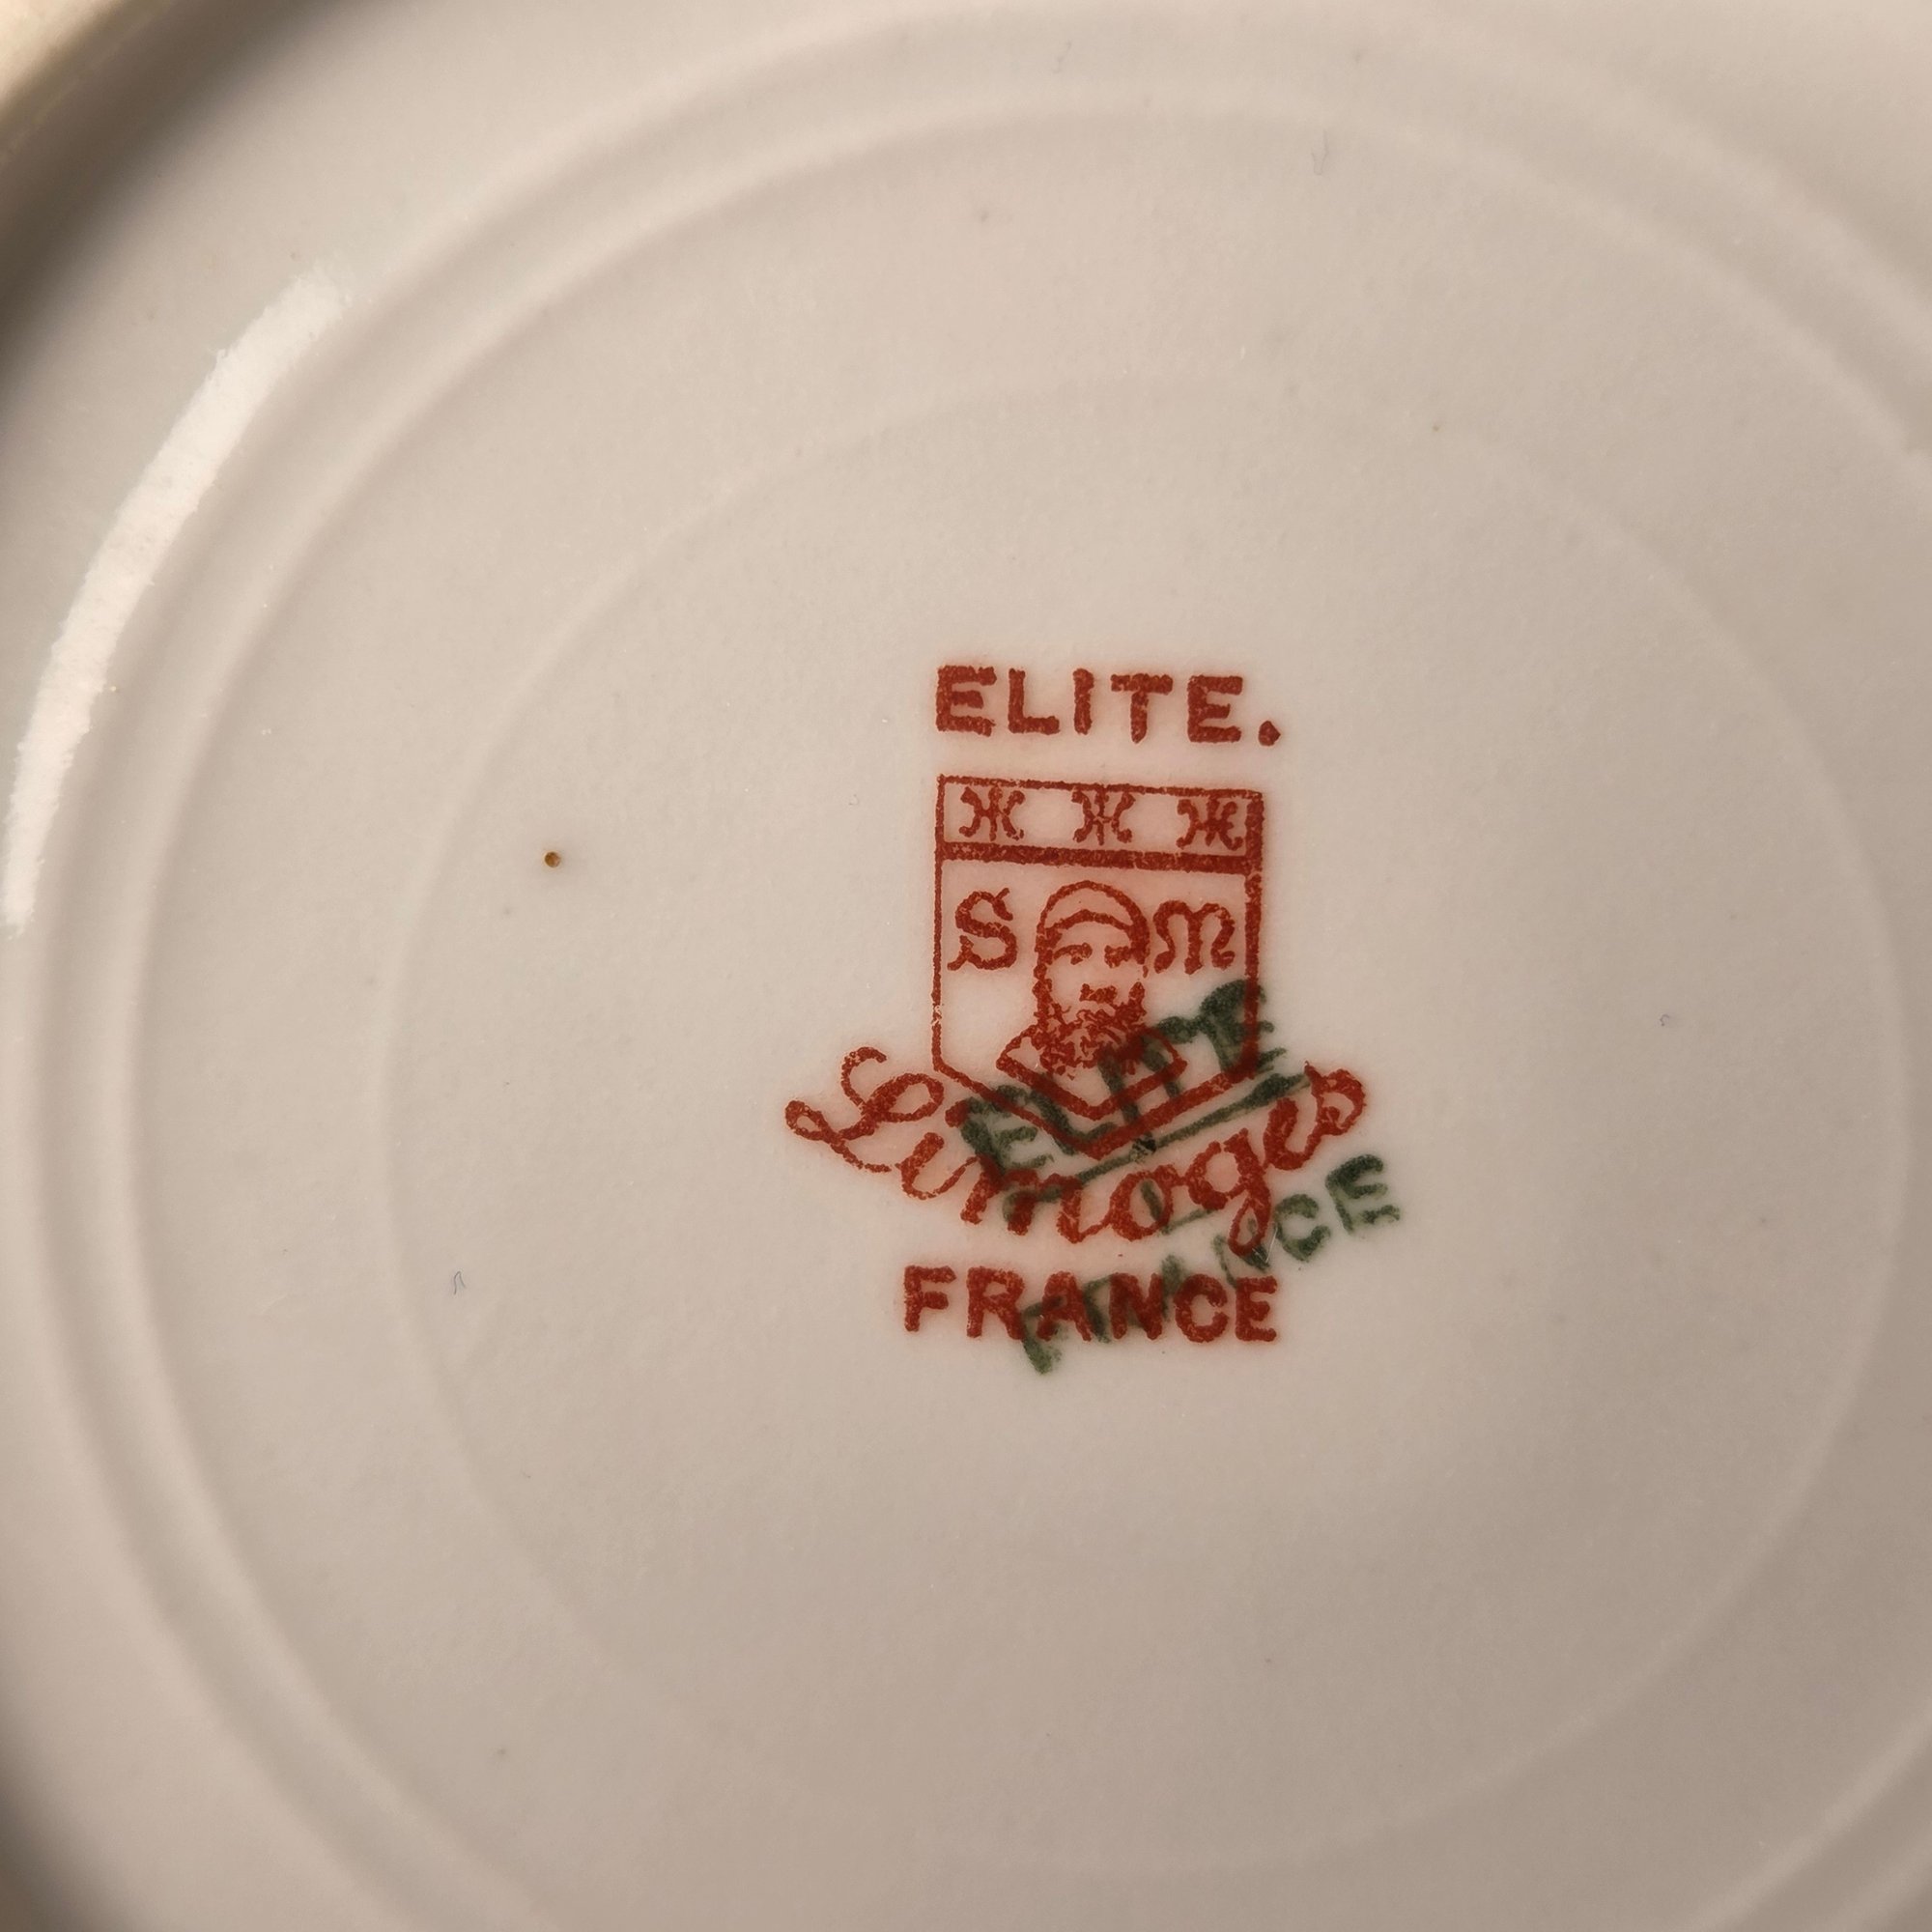 ELITE.
S M
Limoges
FRANCE
ELITE
L
FRANCE